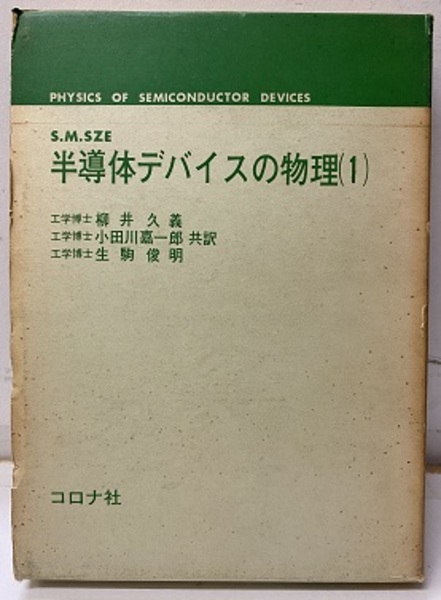 PHYSICS OF SEMICONDUCTOR DEVICES
S.M.SZE
半導体デバイスの物理(1)
工学博士 柳井久義
工学博士 小田川嘉一郎 共訳
工学博士 生駒俊明
コロナ社